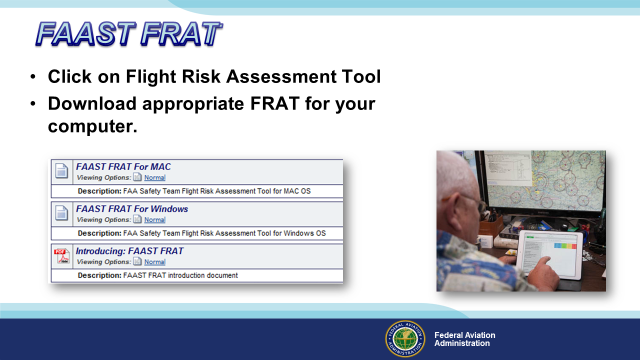 FAAST FRAT
• Click on Flight Risk Assessment Tool
• Download appropriate FRAT for your
computer.
FAAST FRAT For MAC
Viewing Options: Normal
Description: FAA Safety Team Flight Risk Assessment Tool for MAC OS
FAAST FRAT For Windows
Viewing Options: Normal
Description: FAA Safety Team Flight Risk Assessment Tool for Windows OS
PDF
Introducing: FAAST FRAT
Viewing Options: Normal
Description: FAAST FRAT introduction document
Federal Aviation
Administration